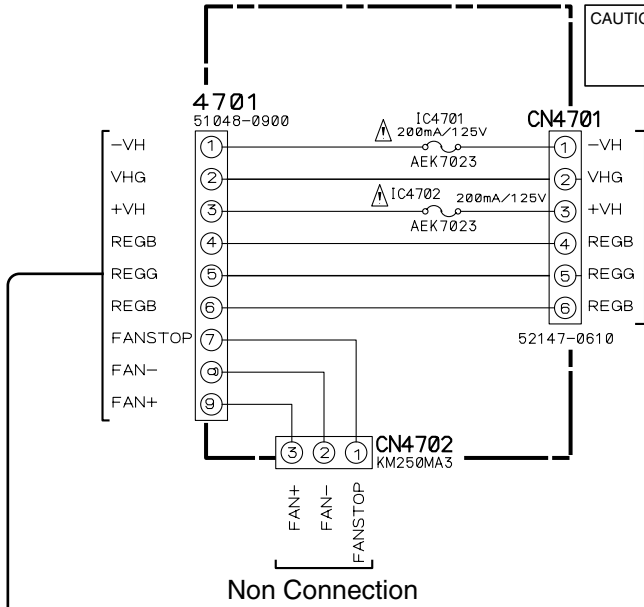 CAUTIO
4701
51048-0900
IC4701
200mA/125V
AEK7023
CN4701
-VH 1 1 -VH
VHG 2 2 VHG
IC4702 200mA/125V
+VH 3 3 +VH
AEK7023
REGB 4 4 REGB
REGG 5 5 REGG
REGB 6 6 REGB
FANSTOP 7
52147-0610
FAN- 8
FAN+ 9
3 2 1
CN4702
KM250MA3
FAN+
FAN-
FANSTOP
Non Connection